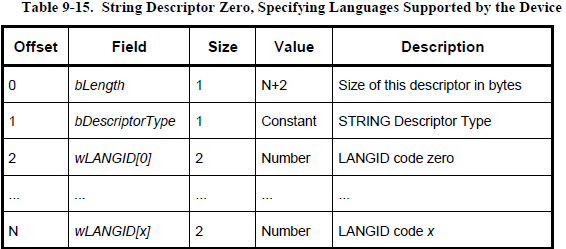 Table 9-15. String Descriptor Zero, Specifying Languages Supported by the Device
Offset Field Size Value Description
0 bLength 1 N+2 Size of this descriptor in bytes
1 bDescriptorType 1 Constant STRING Descriptor Type
2 wLANGID[0] 2 Number LANGID code zero
... ... ... ... ...
N wLANGID[x] 2 Number LANGID code x